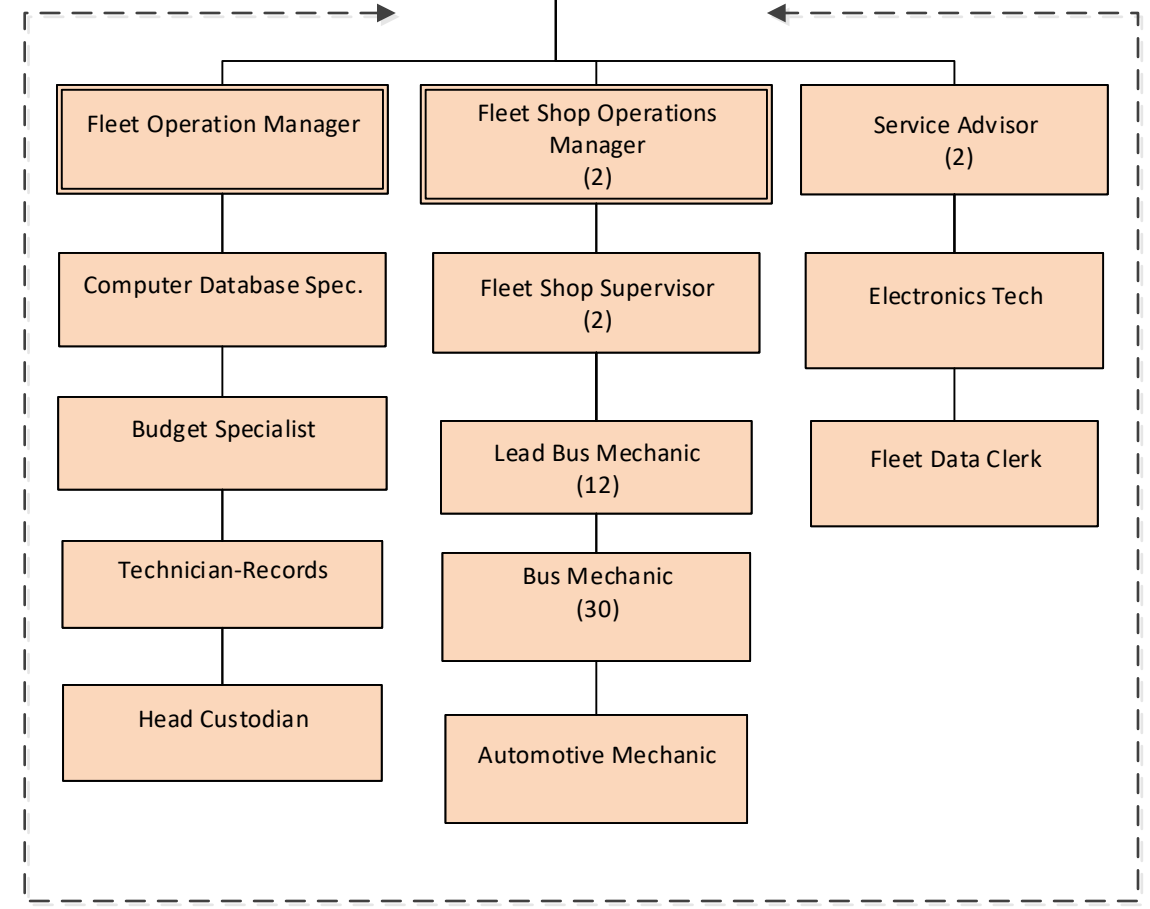 Fleet Operation Manager
Fleet Shop Operations
Manager
(2)
Service Advisor
(2)
Computer Database Spec.
Fleet Shop Supervisor
(2)
Electronics Tech
Budget Specialist
Lead Bus Mechanic
(12)
Fleet Data Clerk
Technician-Records
Bus Mechanic
(30)
Head Custodian
Automotive Mechanic